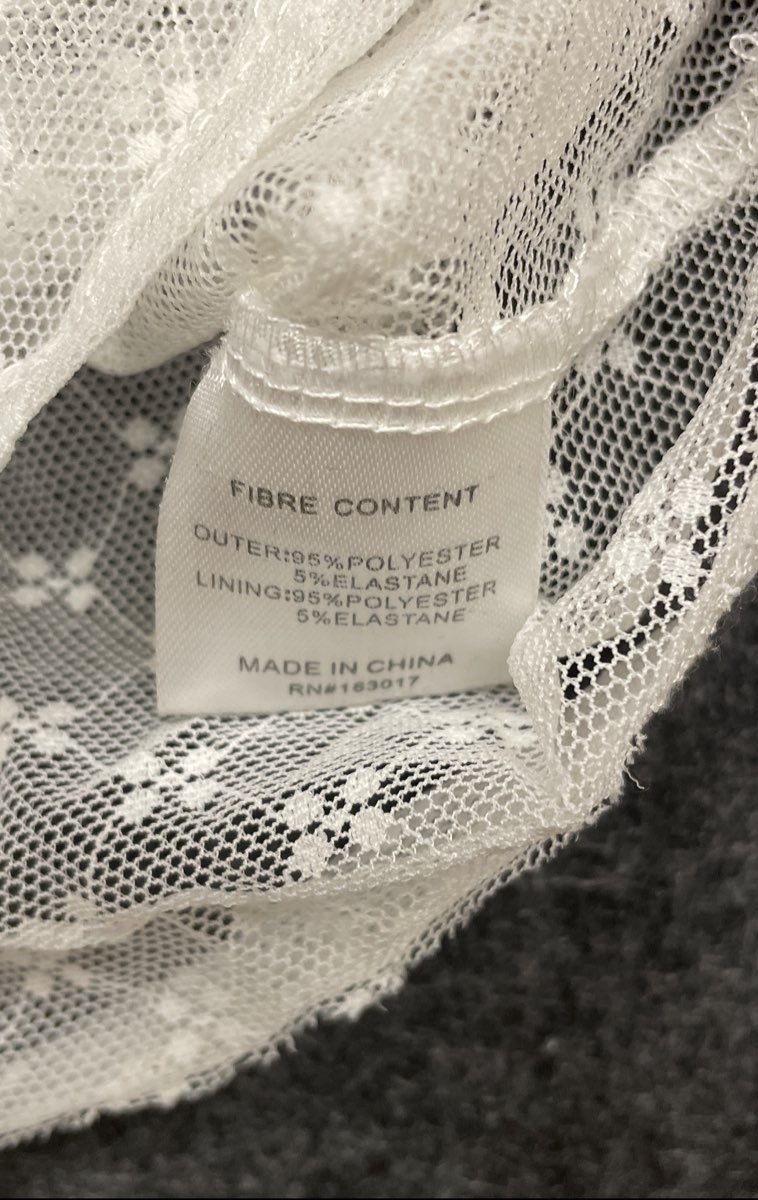 FIBRE CONTENT
OUTER:95%POLYESTER
5%ELASTANE
LINING:95%POLYESTER
5%ELASTANE
MADE IN CHINA
RN#163017